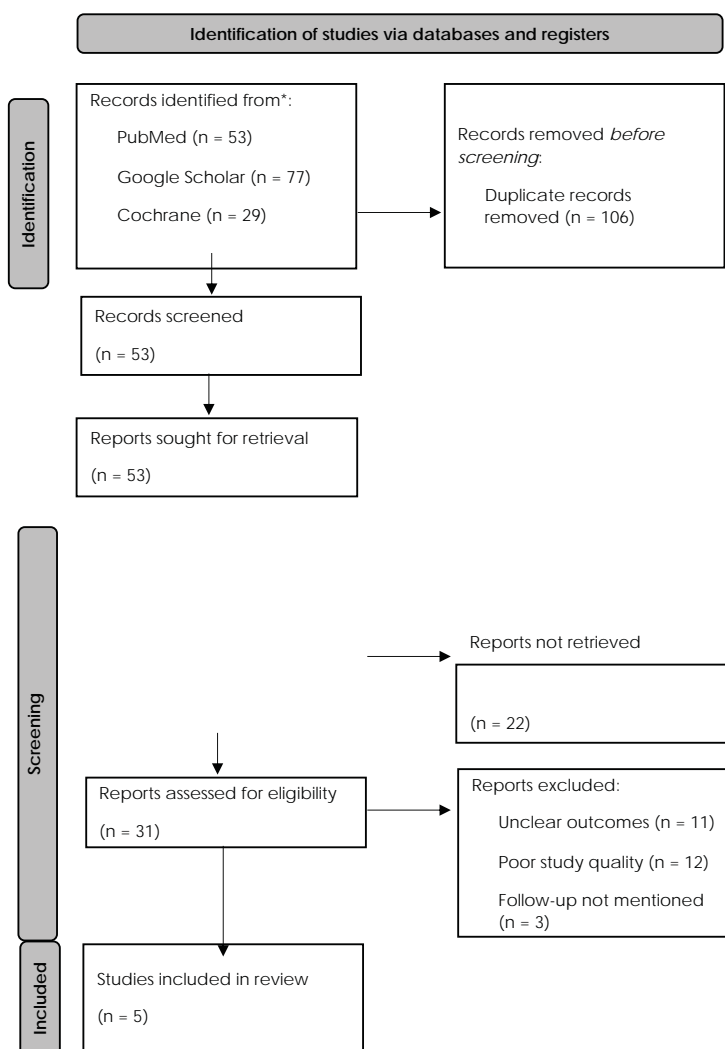 Identification of studies via databases and registers
Identification
Records identified from*:
PubMed (n = 53)
Google Scholar (n = 77)
Cochrane (n = 29)
Records removed before
screening:
Duplicate records
removed (n = 106)
Records screened
(n = 53)
Reports sought for retrieval
(n = 53)
Screening
Reports not retrieved
(n = 22)
Reports assessed for eligibility
(n = 31)
Reports excluded:
Unclear outcomes (n = 11)
Poor study quality (n = 12)
Follow-up not mentioned
(n = 3)
Included
Studies included in review
(n = 5)